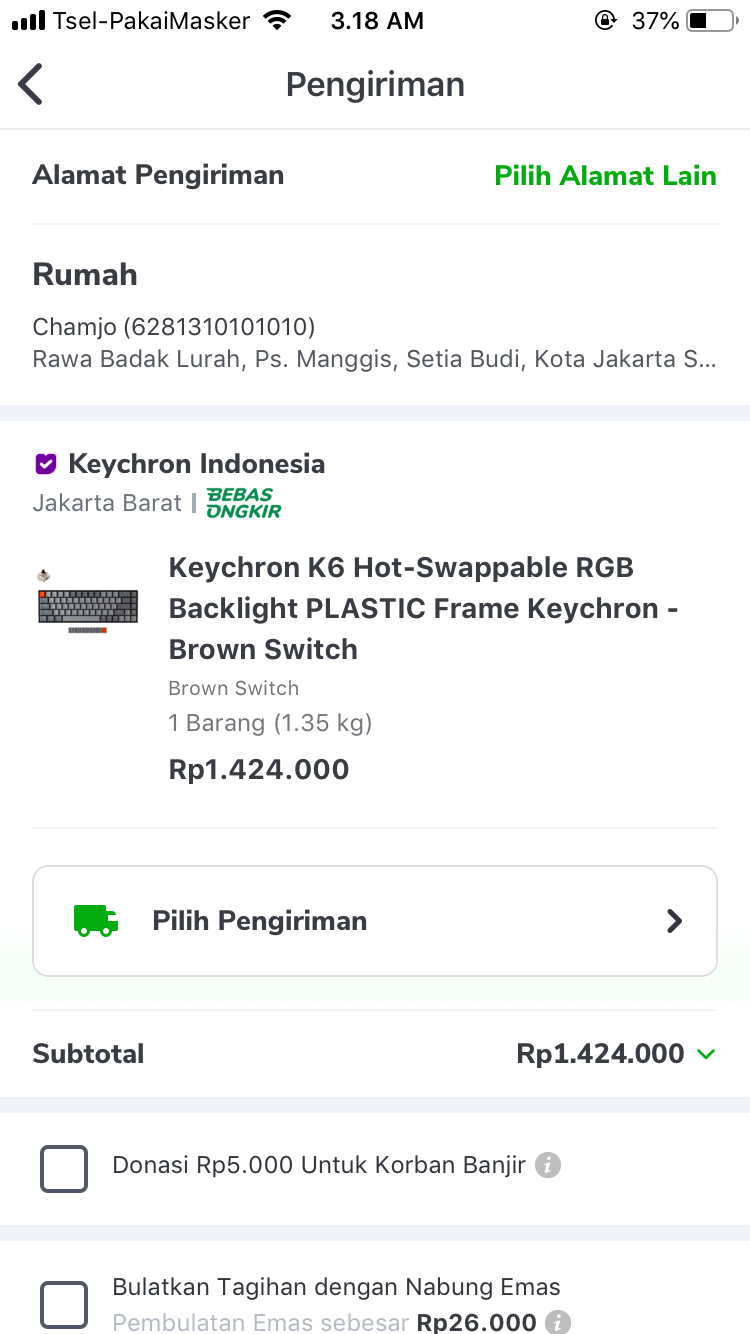 Tsel-PakaiMasker 3.18 AM 37%
Pengiriman
Alamat Pengiriman Pilih Alamat Lain
Rumah
Chamjo (6281310101010)
Rawa Badak Lurah, Ps. Manggis, Setia Budi, Kota Jakarta S...
Keychron Indonesia
Jakarta Barat | BEBAS ONGKIR
Keychron K6 Hot-Swappable RGB
Backlight PLASTIC Frame Keychron -
Brown Switch
Brown Switch
1 Barang (1.35 kg)
Rp1.424.000
Pilih Pengiriman
Subtotal Rp1.424.000
Donasi Rp5.000 Untuk Korban Banjir
Bulatkan Tagihan dengan Nabung Emas
Pembulatan Emas sebesar Rp26.000